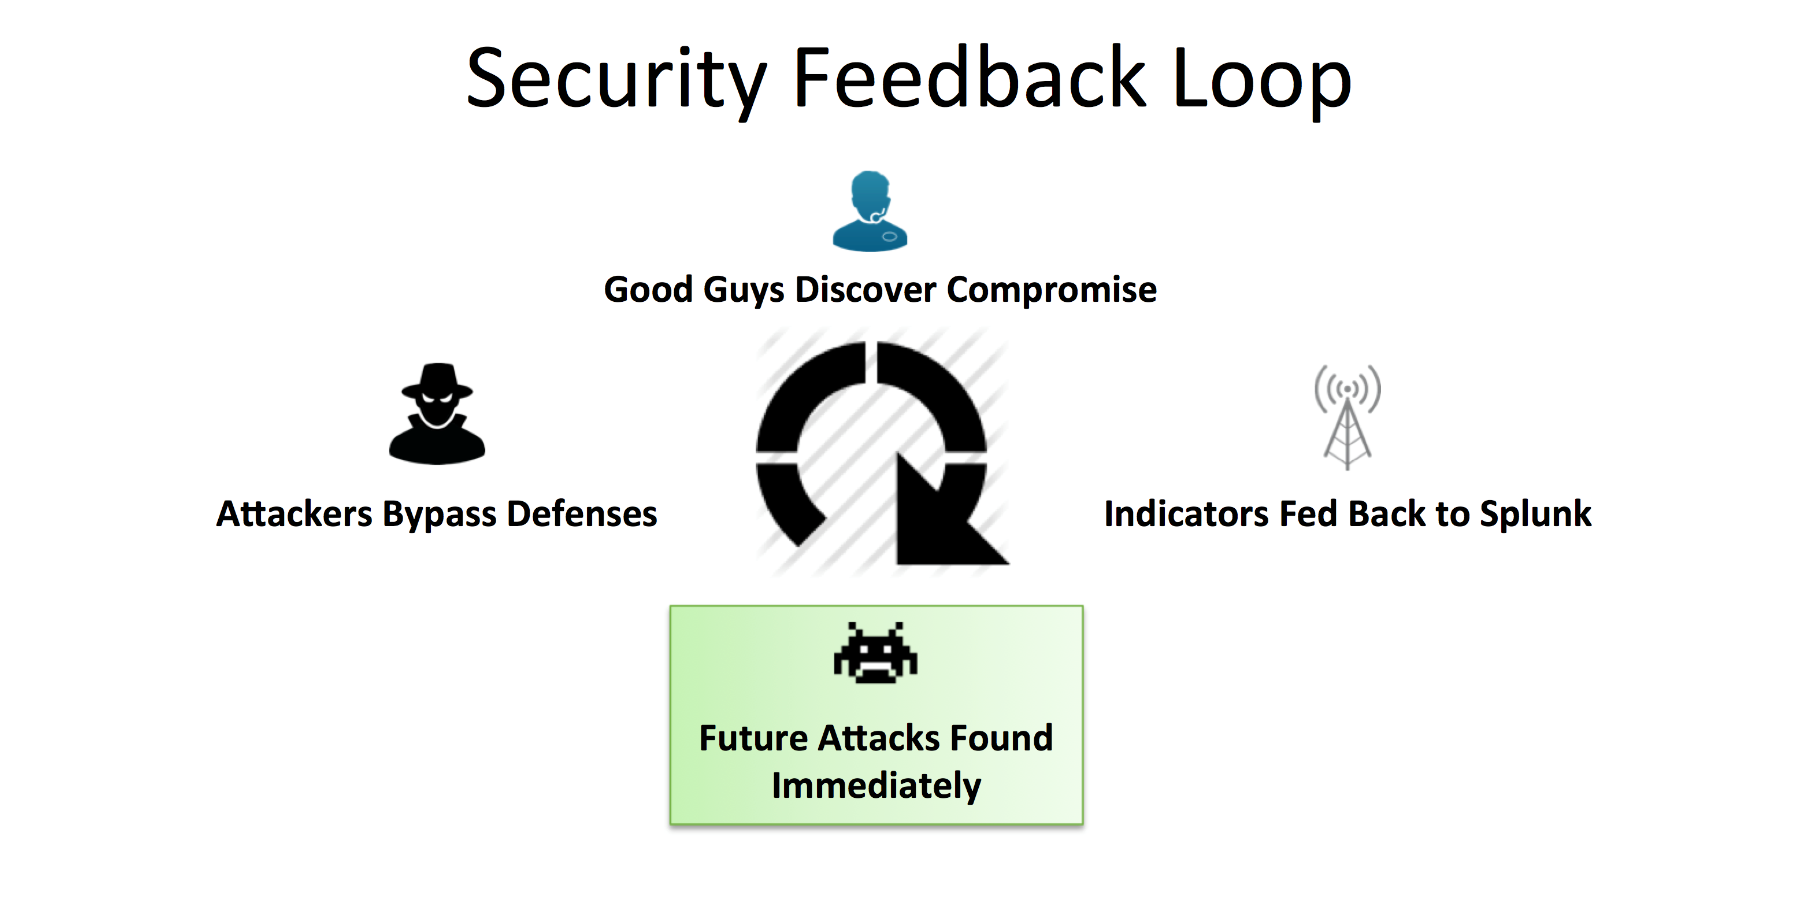 Security Feedback Loop
Good Guys Discover Compromise
Attackers Bypass Defenses
Indicators Fed Back to Splunk
Future Attacks Found
Immediately